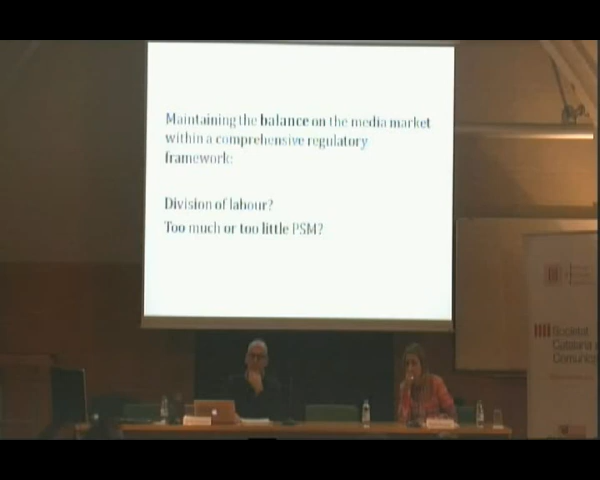 Maintaining the balance on the media market
within a comprehensive regulatory
framework:
Division of labour?
Too much or too little PSM?
Societat
Catalana
Comunica